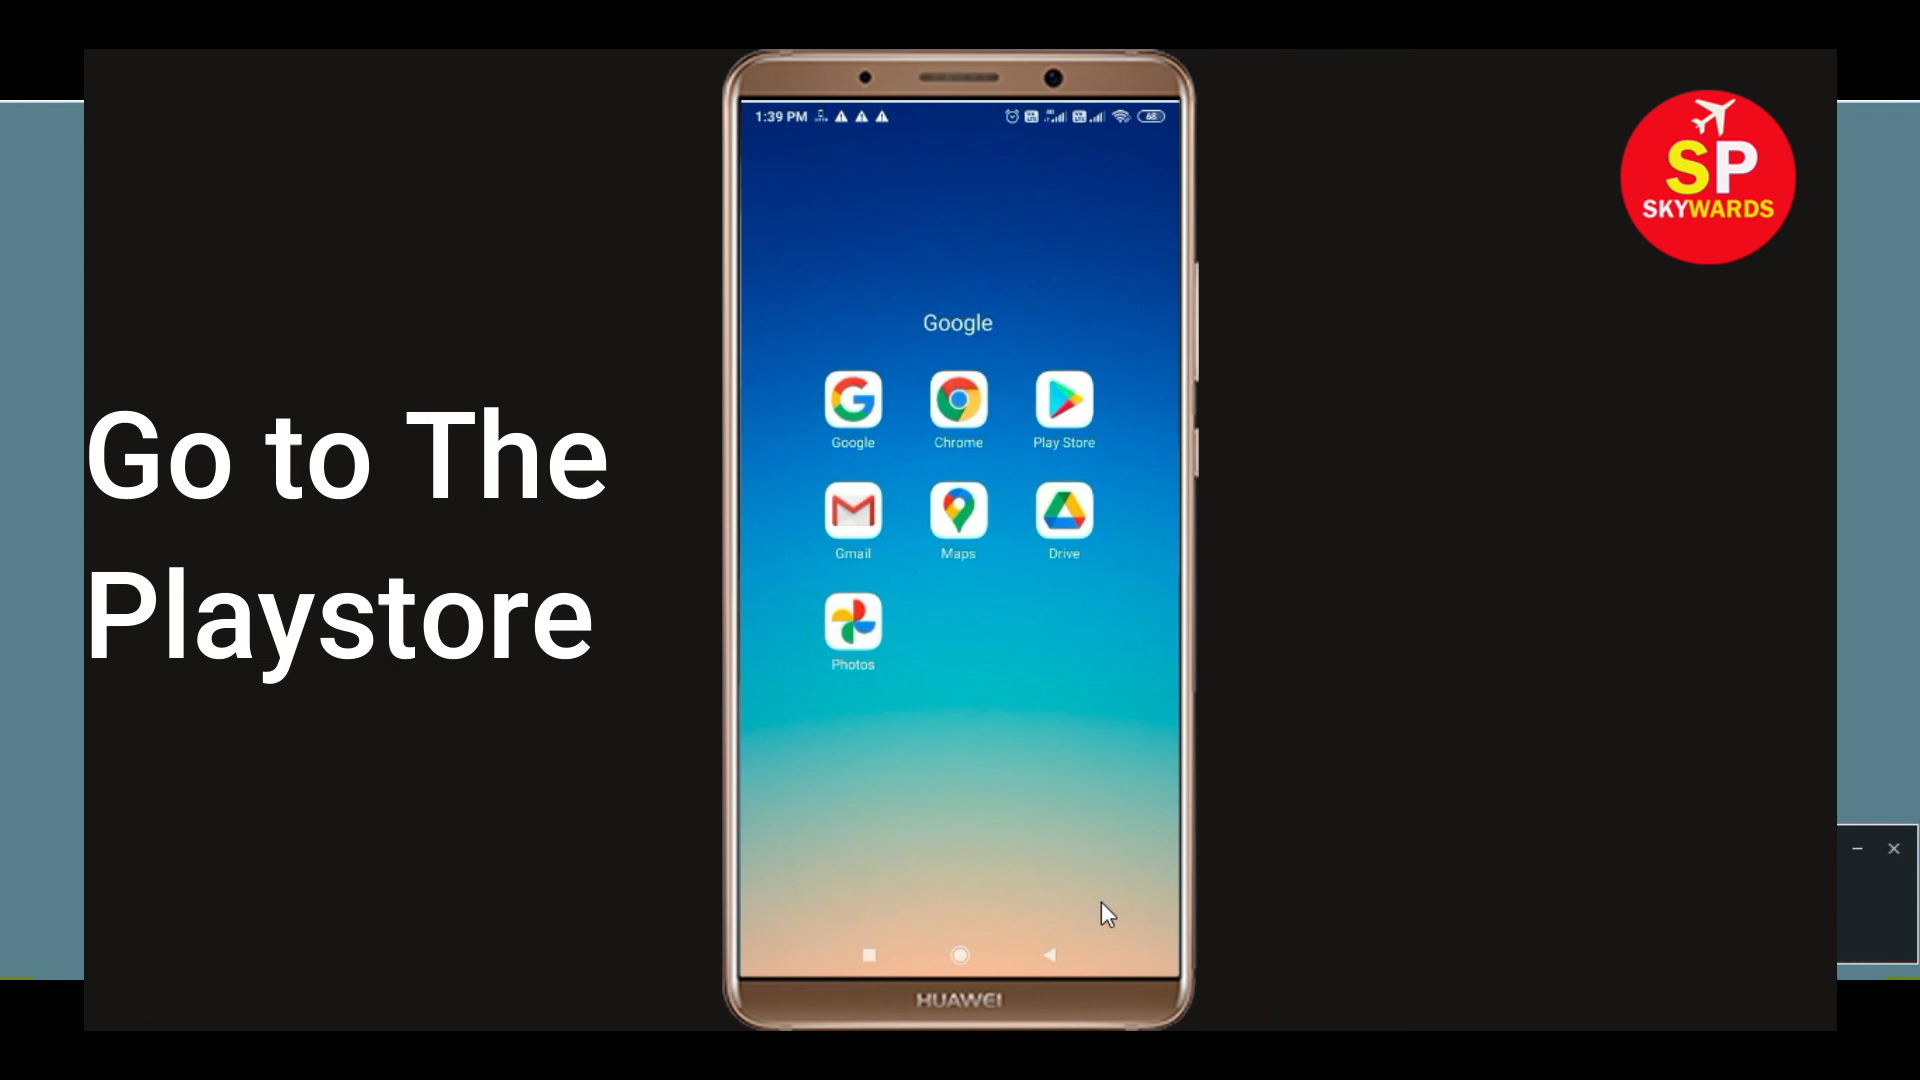 1:39 PM
68
SP
SKYWARDS
Google
Google
Chrome
Play Store
Go to The
Playstore
Gmail
Maps
Drive
Photos
HUAWEI